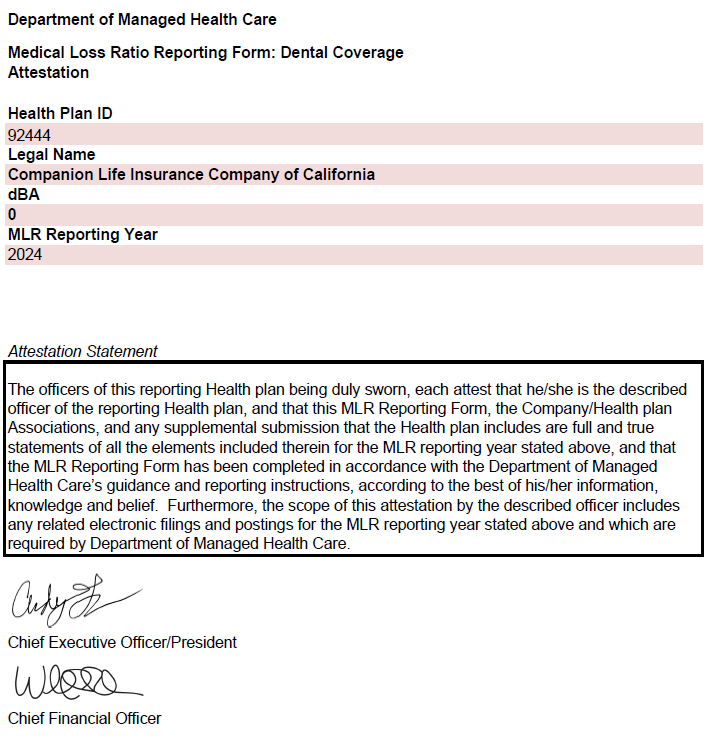 Department of Managed Health Care
Medical Loss Ratio Reporting Form: Dental Coverage
Attestation
Health Plan ID
92444
Legal Name
Companion Life Insurance Company of California
dBA
0
MLR Reporting Year
2024
Attestation Statement
The officers of this reporting Health plan being duly sworn, each attest that he/she is the described
officer of the reporting Health plan, and that this MLR Reporting Form, the Company/Health plan
Associations, and any supplemental submission that the Health plan includes are full and true
statements of all the elements included therein for the MLR reporting year stated above, and that
the MLR Reporting Form has been completed in accordance with the Department of Managed
Health Care’s guidance and reporting instructions, according to the best of his/her information,
knowledge and belief.  Furthermore, the scope of this attestation by the described officer includes
any related electronic filings and postings for the MLR reporting year stated above and which are
required by Department of Managed Health Care.
Chief Executive Officer/President
Chief Financial Officer